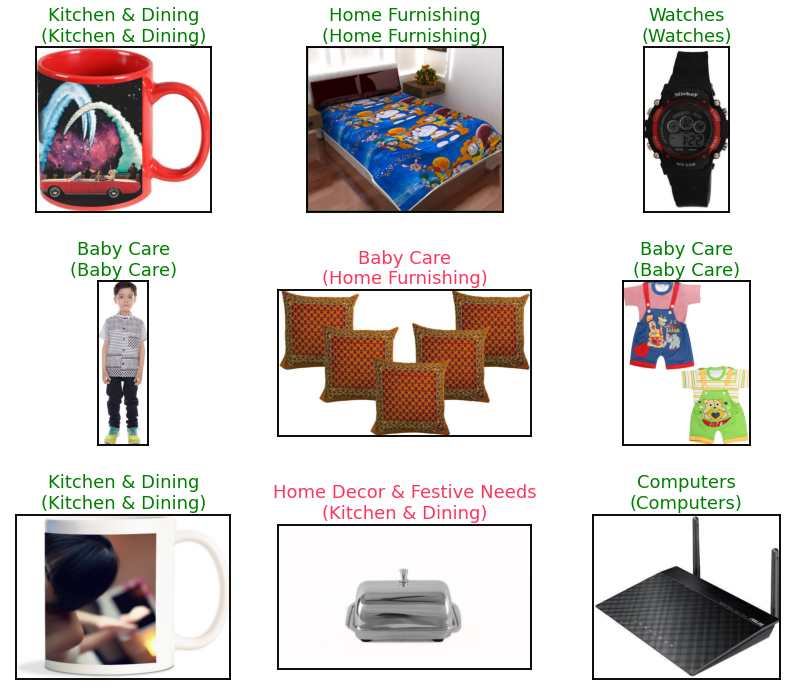 Kitchen & Dining
(Kitchen & Dining)
Home Furnishing
(Home Furnishing)
Watches
(Watches)
Baby Care
(Baby Care)
Baby Care
(Home Furnishing)
Baby Care
(Baby Care)
Kitchen & Dining
(Kitchen & Dining)
Home Decor & Festive Needs
(Kitchen & Dining)
Computers
(Computers)